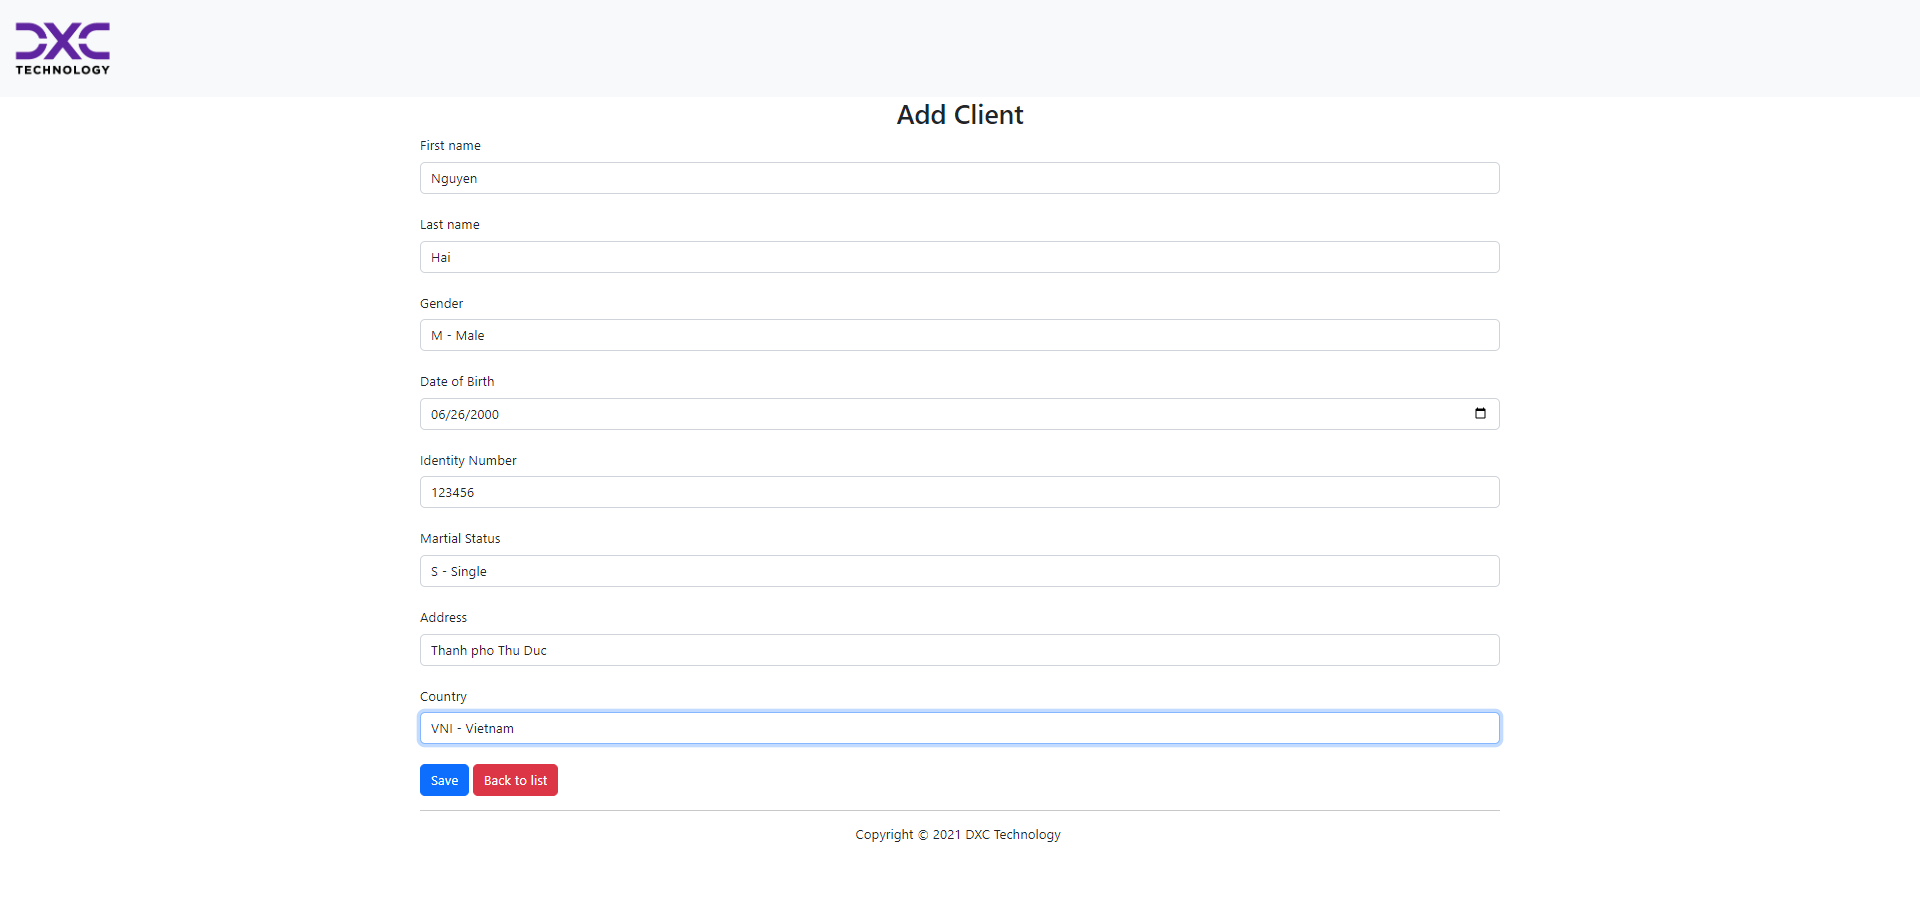 DXC
TECHNOLOGY
Add Client
First name
Nguyen
Last name
Hai
Gender
M - Male
Date of Birth
06/26/2000
Identity Number
123456
Martial Status
S - Single
Address
Thanh pho Thu Duc
Country
VNI - Vietnam
Save Back to list
Copyright © 2021 DXC Technology